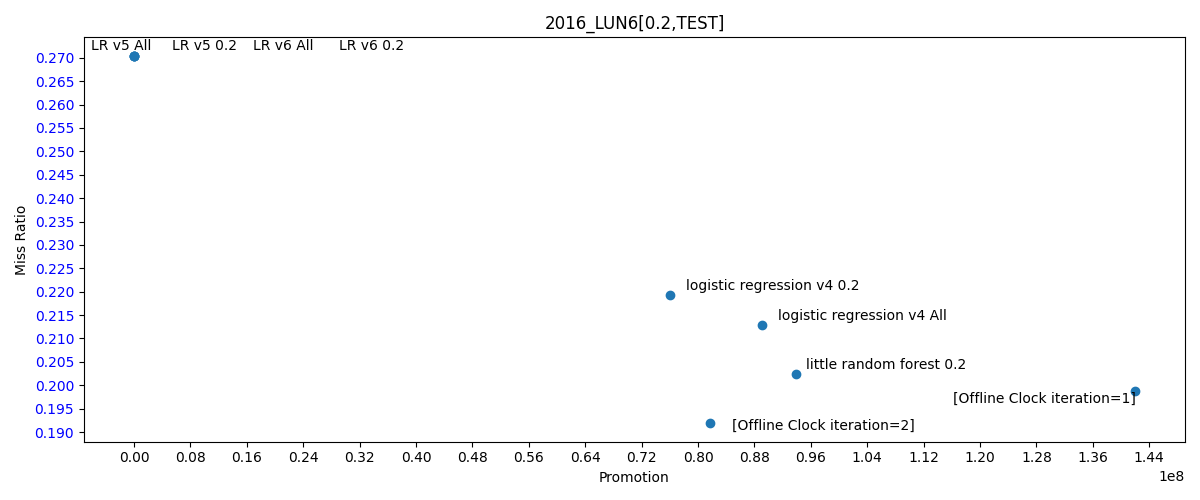 2016_LUN6[0.2,TEST]
LR v5 All LR v5 0.2 LR v6 All LR v6 0.2
0.270
0.265
0.260
0.255
0.250
0.245
0.240
0.235
0.230
0.225
0.220
0.215
0.210
0.205
0.200
0.195
0.190
Miss Ratio
logistic regression v4 0.2
logistic regression v4 All
little random forest 0.2
[Offline Clock iteration=1]
[Offline Clock iteration=2]
0.00 0.08 0.16 0.24 0.32 0.40 0.48 0.56 0.64 0.72 0.80 0.88 0.96 1.04 1.12 1.20 1.28 1.36 1.44
Promotion
1e8